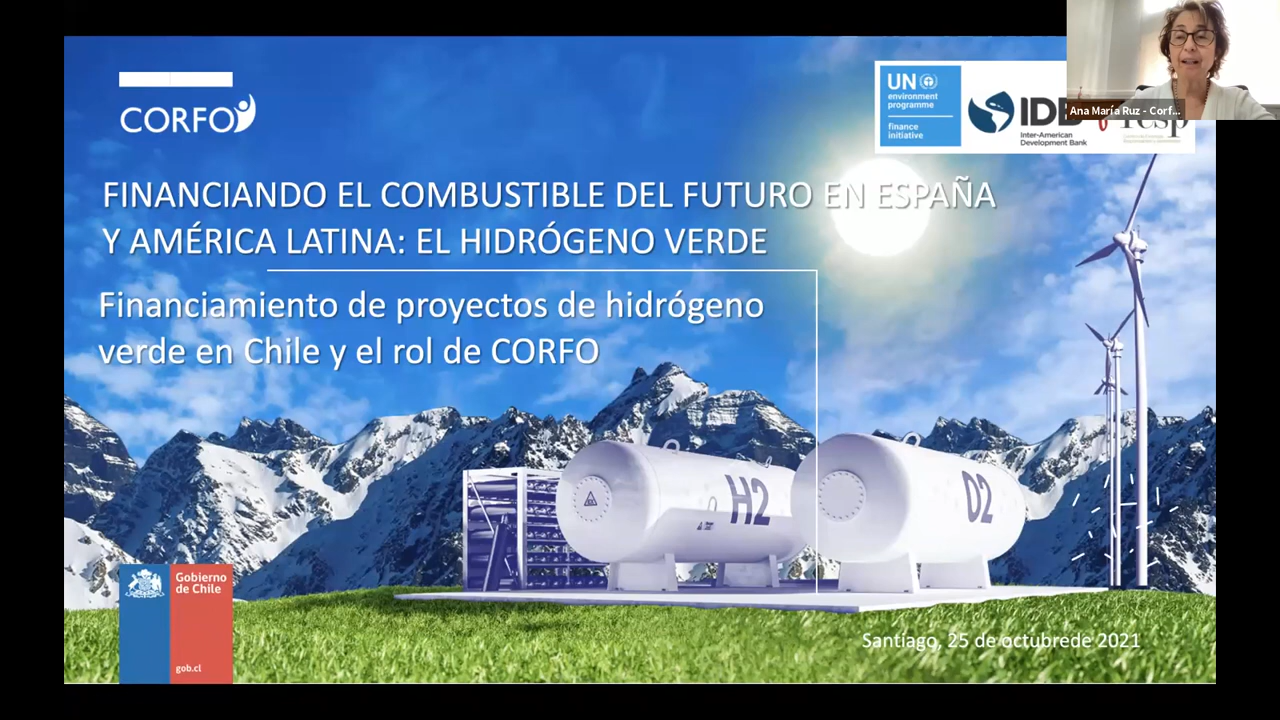 CORFO
UN
environment
programme
finance
initiative
Inter-American
Development Bank
Ana María Ruz - Corf...
FINANCIANDO EL COMBUSTIBLE DEL FUTURO EN ESPAÑA
Y AMÉRICA LATINA: EL HIDRÓGENO VERDE
Financiamiento de proyectos de hidrógeno
verde en Chile y el rol de CORFO
H2
O2
Gobierno
de Chile
gob.cl
Santiago, 25 de octubrede 2021